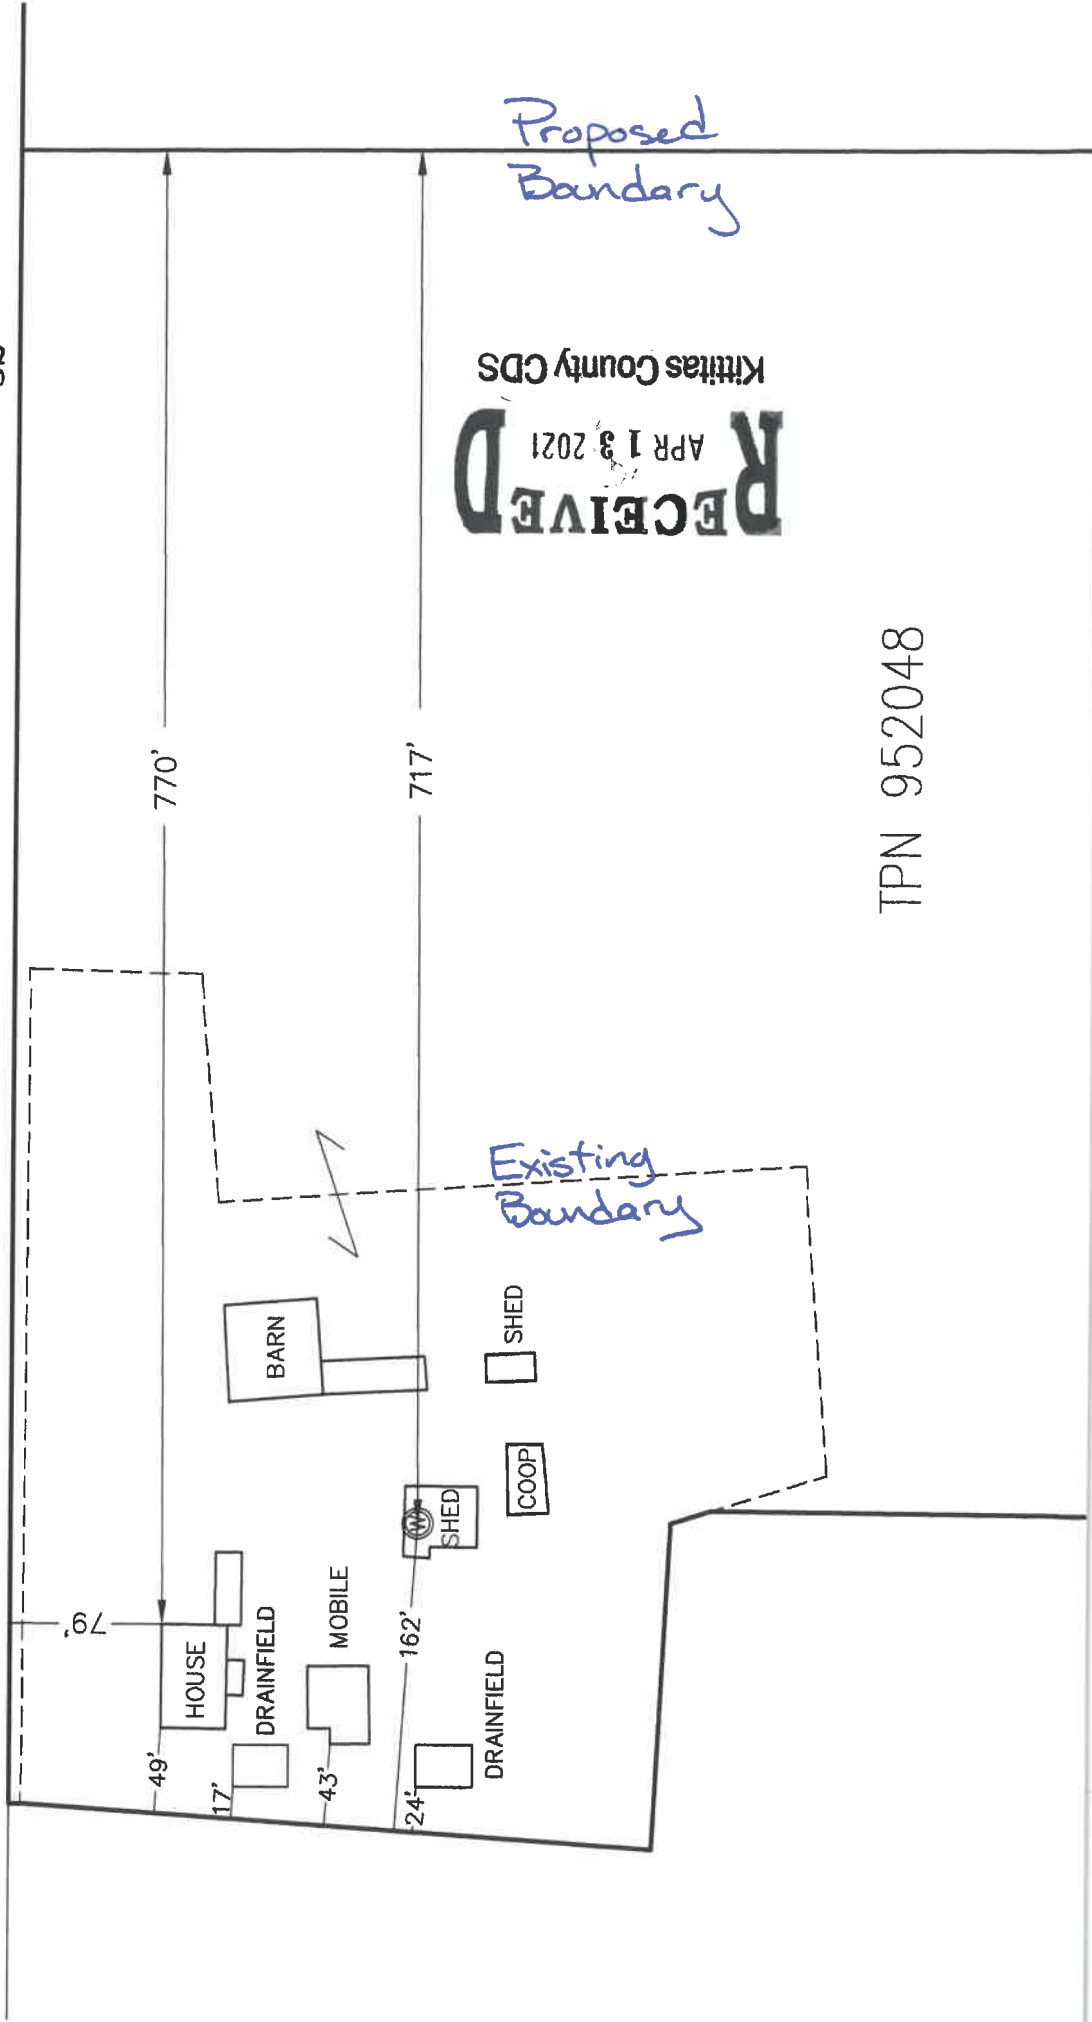 Proposed
Boundary
Kittitas County CDS
APR 13 2021
RECEIVED
770'
717'
TPN 952048
Existing
Boundary
BARN
SHED
COOP
W
SHED
79'
HOUSE
DRAINFIELD
MOBILE
162'
DRAINFIELD
49'
17'
43'
24'